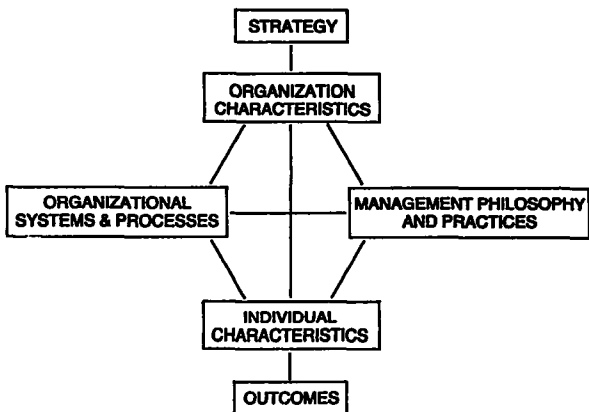 STRATEGY
ORGANIZATION
CHARACTERISTICS
ORGANIZATIONAL
SYSTEMS & PROCESSES
MANAGEMENT PHILOSOPHY
AND PRACTICES
INDIVIDUAL
CHARACTERISTICS
OUTCOMES